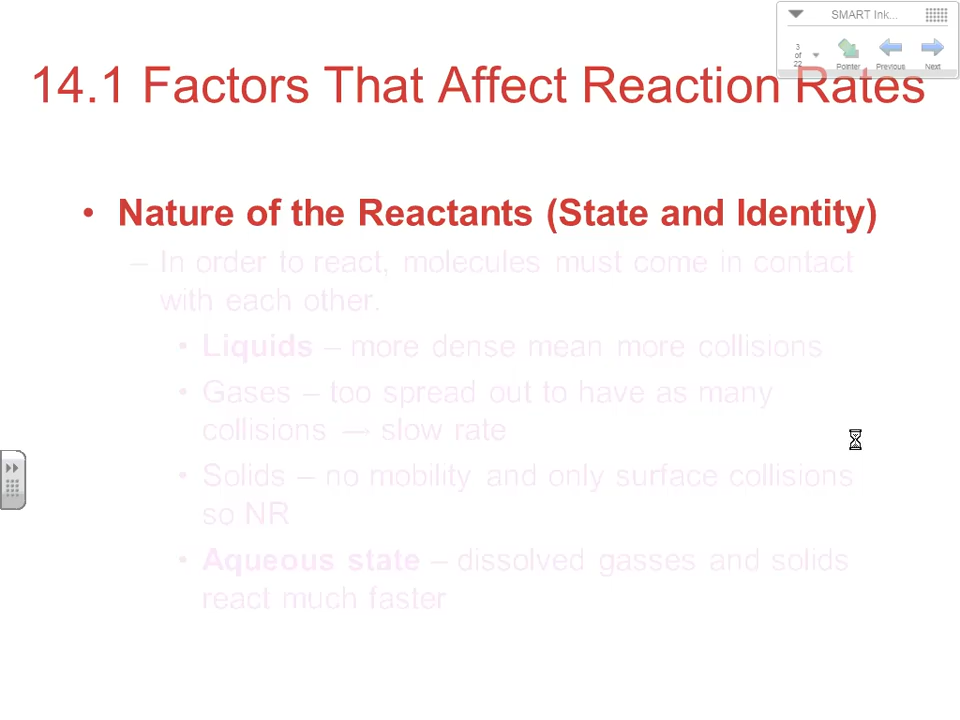 SMART Ink...
3
of
22
Pointer
Previous
Next
14.1 Factors That Affect Reaction Rates
• Nature of the Reactants (State and Identity)
– In order to react, molecules must come in contact
with each other.
• Liquids – more dense mean more collisions
• Gases – too spread out to have as many
collisions → slow rate
• Solids – no mobility and only surface collisions
so NR
• Aqueous state – dissolved gasses and solids
react much faster